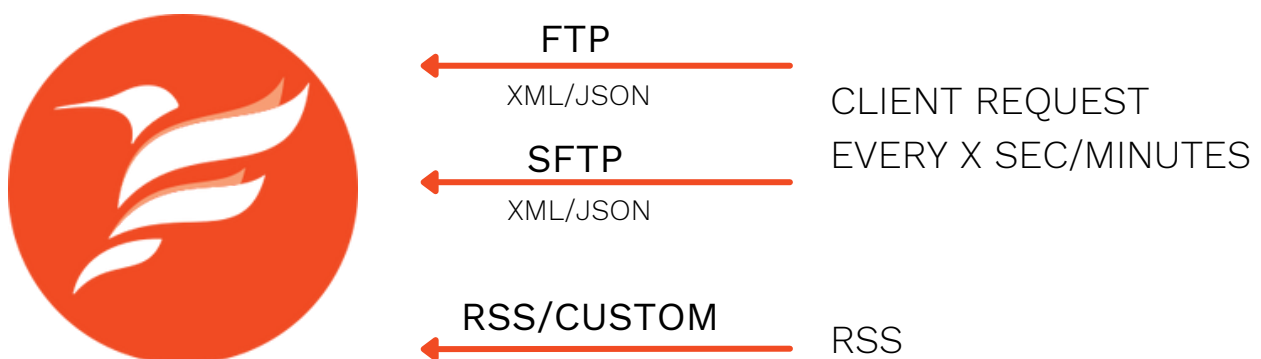 FTP
XML/JSON
CLIENT REQUEST
EVERY X SEC/MINUTES
SFTP
XML/JSON
RSS/CUSTOM
RSS